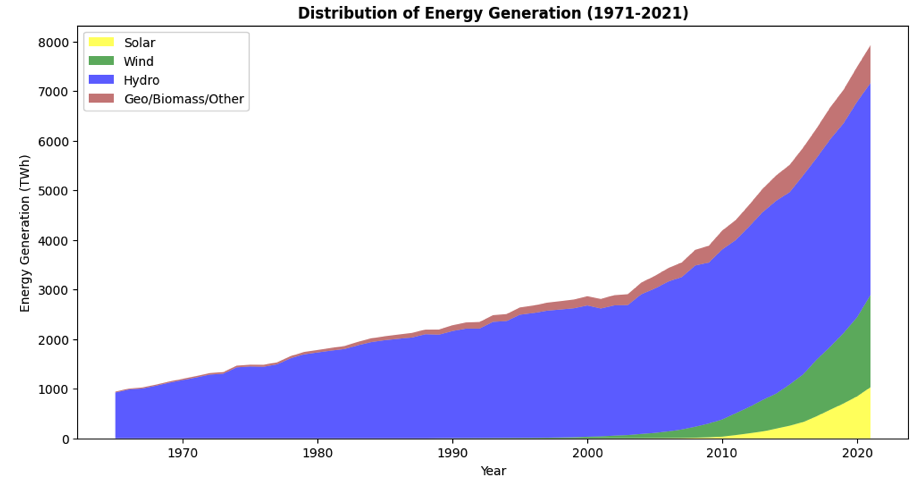 Distribution of Energy Generation (1971-2021)
Solar
Wind
Hydro
Geo/Biomass/Other
Energy Generation (TWh)
8000
7000
6000
5000
4000
3000
2000
1000
0
1970 1980 1990 2000 2010 2020
Year